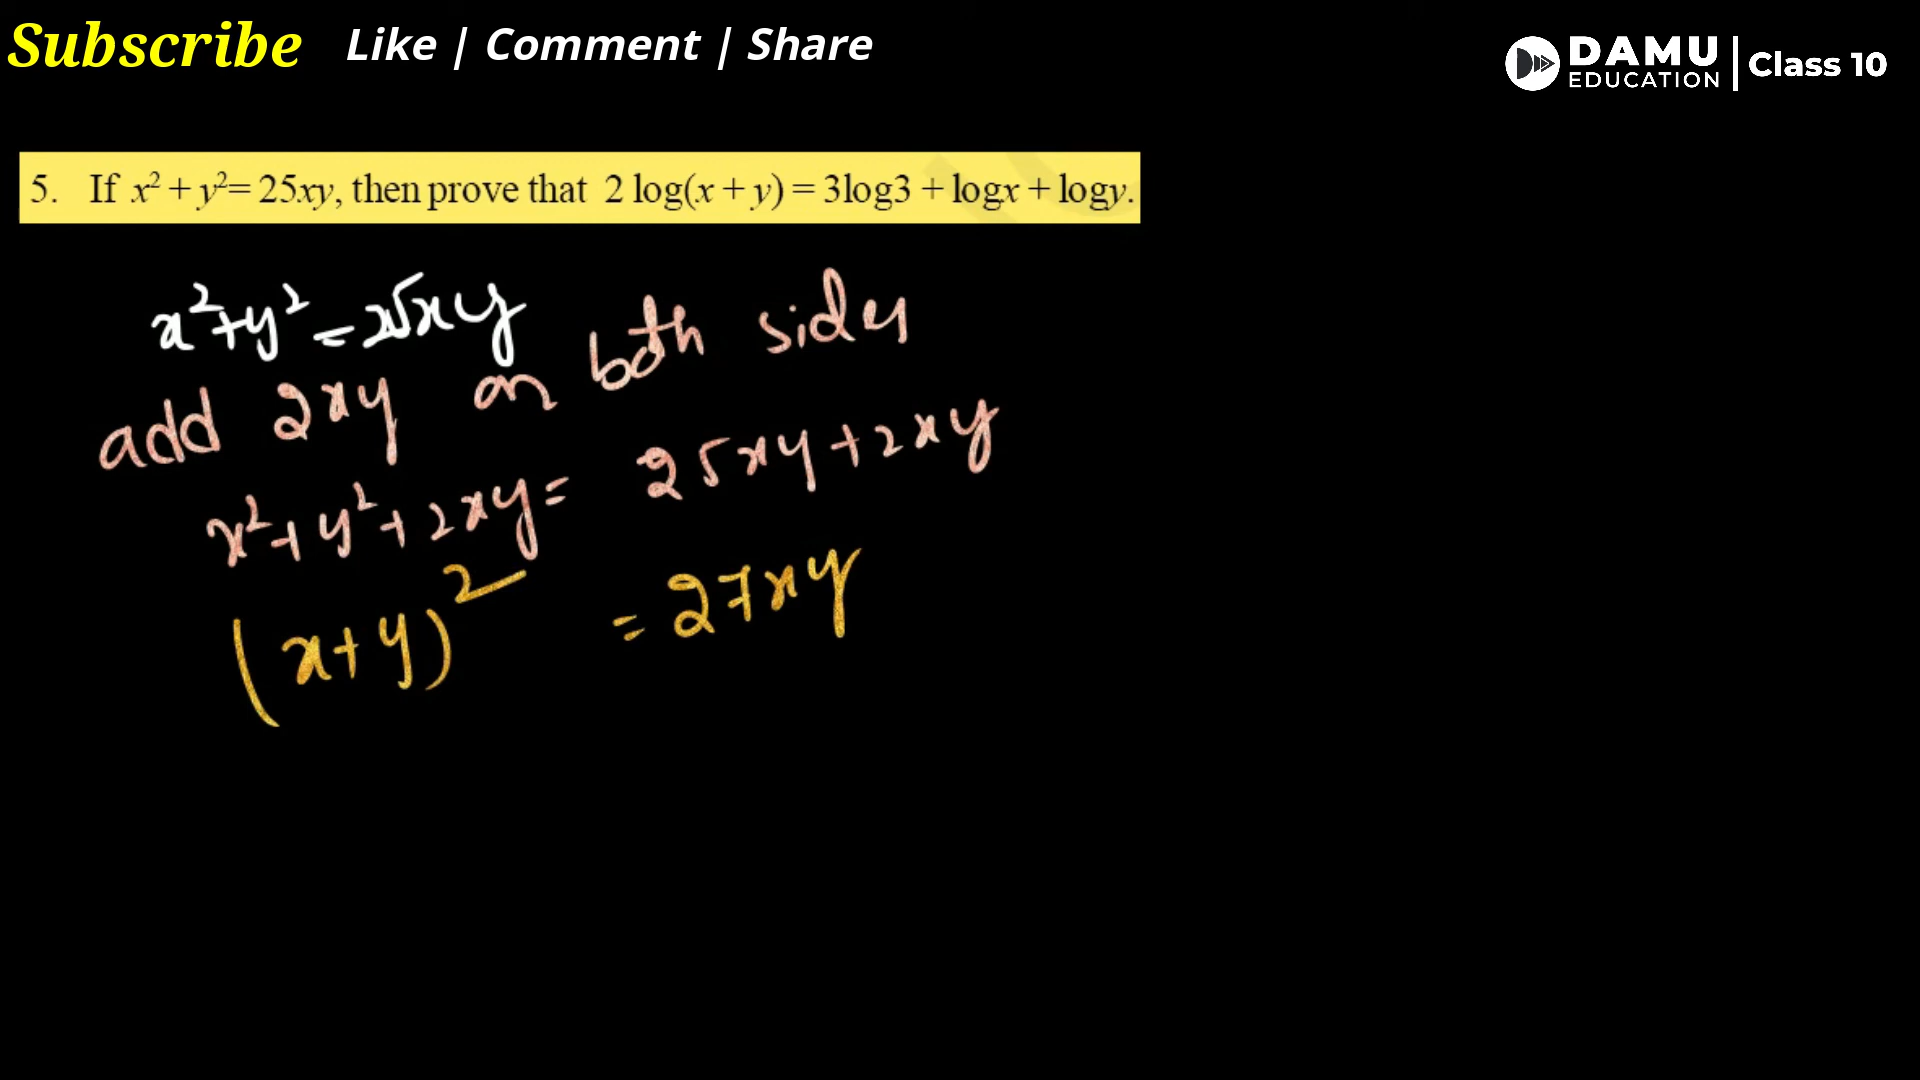 Subscribe Like | Comment | Share
DAMU EDUCATION | Class 10
5. If x² + y²= 25xy, then prove that 2 log(x + y) = 3log3 + logx + logy.
x²+y² = 25xy
add 2xy on both sides
x²+y²+2xy = 25xy+2xy
(x+y)² = 27xy